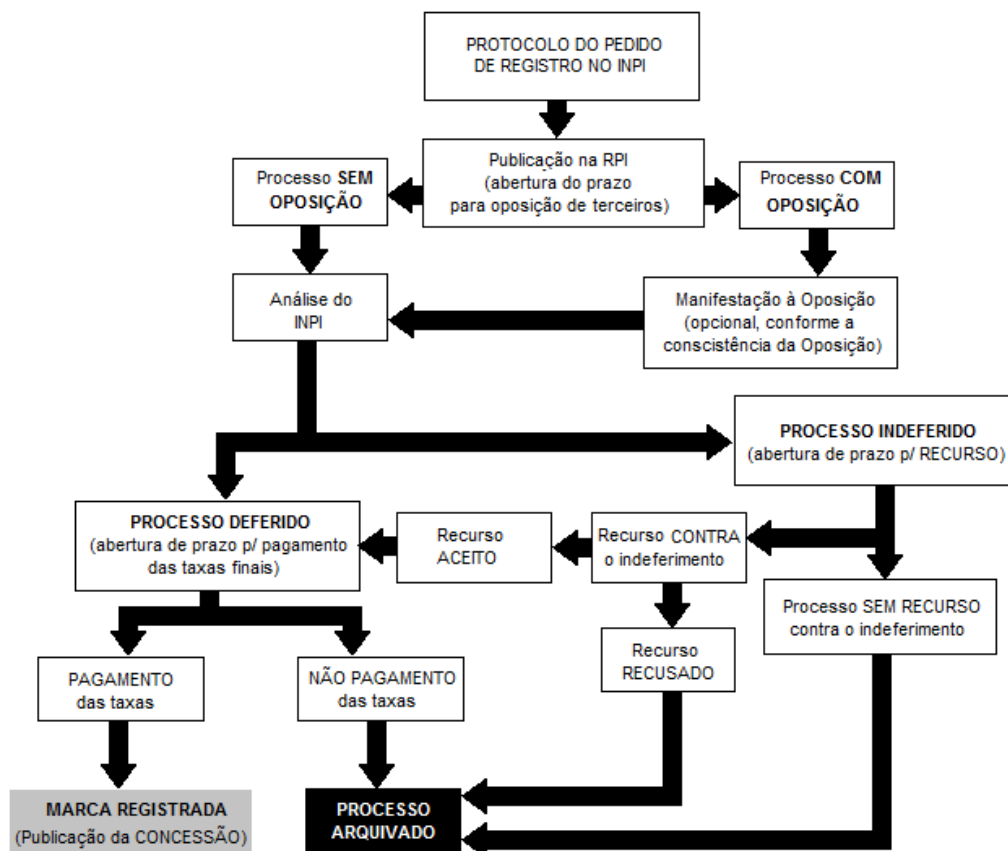 PROTOCOLO DO PEDIDO
DE REGISTRO NO INPI
Publicação na RPI
(abertura do prazo
para oposição de terceiros)
Processo SEM
OPOSIÇÃO
Processo COM
OPOSIÇÃO
Análise do
INPI
Manifestação à Oposição
(opcional, conforme a
conscistência da Oposição)
PROCESSO INDEFERIDO
(abertura de prazo p/ RECURSO)
PROCESSO DEFERIDO
(abertura de prazo p/ pagamento
das taxas finais)
Recurso
ACEITO
Recurso CONTRA
o indeferimento
Processo SEM RECURSO
contra o indeferimento
Recurso
RECUSADO
PAGAMENTO
das taxas
NÃO PAGAMENTO
das taxas
MARCA REGISTRADA
(Publicação da CONCESSÃO)
PROCESSO
ARQUIVADO